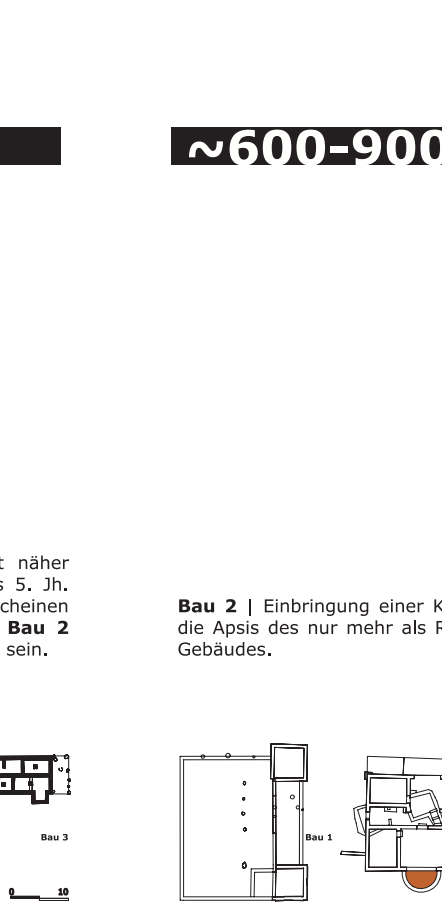 ~600-900
t näher
s 5. Jh.
cheinen
Bau 2
sein.
Bau 2 | Einbringung einer K
die Apsis des nur mehr als R
Gebäudes.
Bau 3
0 10
Bau 1